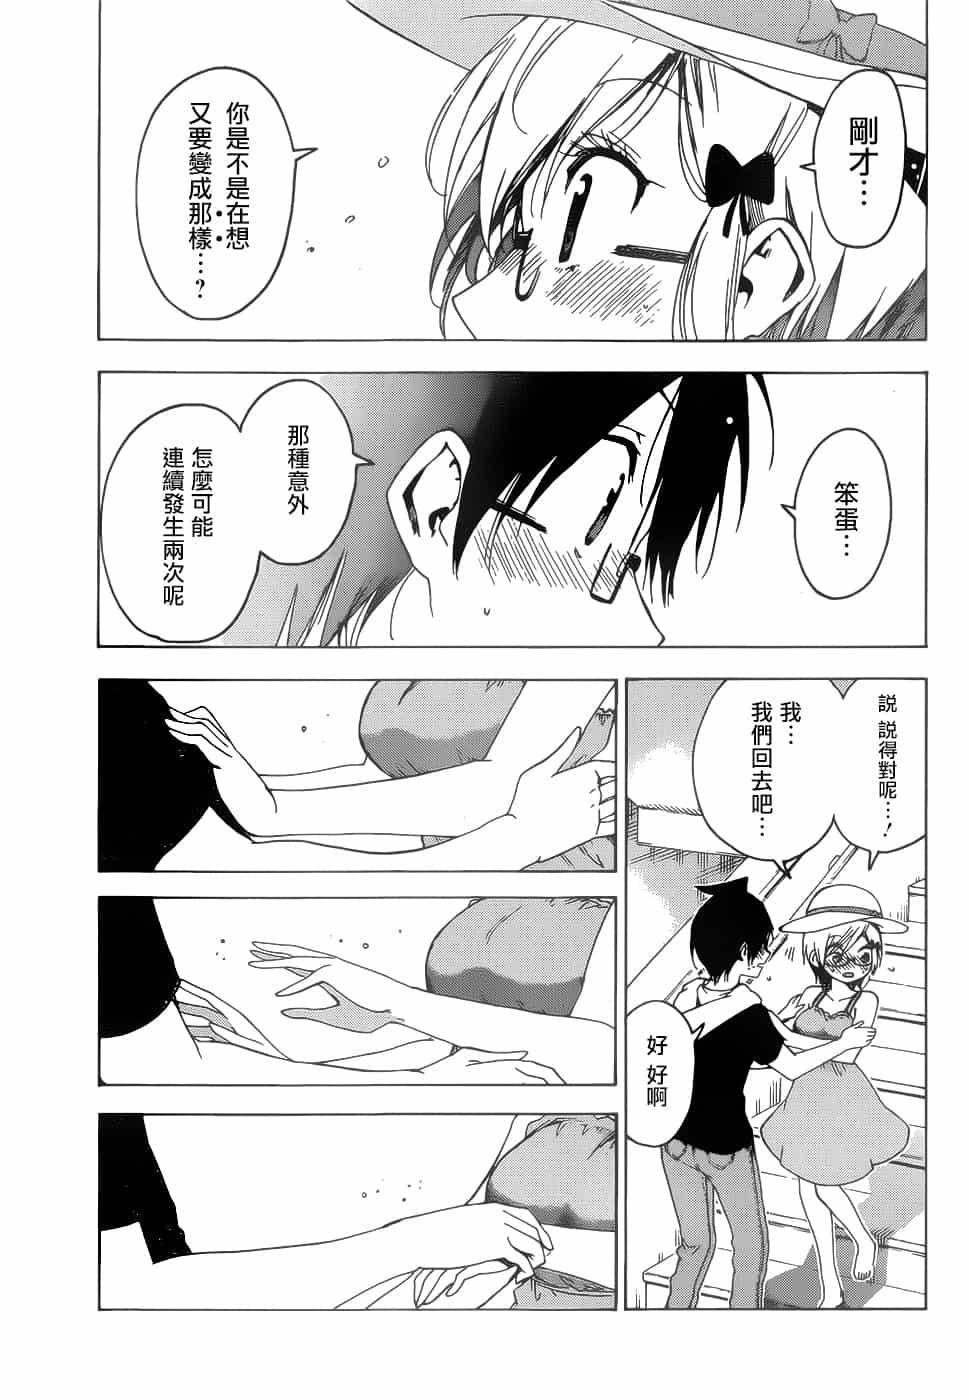 剛才…
你是不是在想
又要變成那樣…?
笨蛋…
那種意外
怎麼可能
連續發生兩次呢
説 説得對呢…!
我…
我們回去吧…
好 好啊